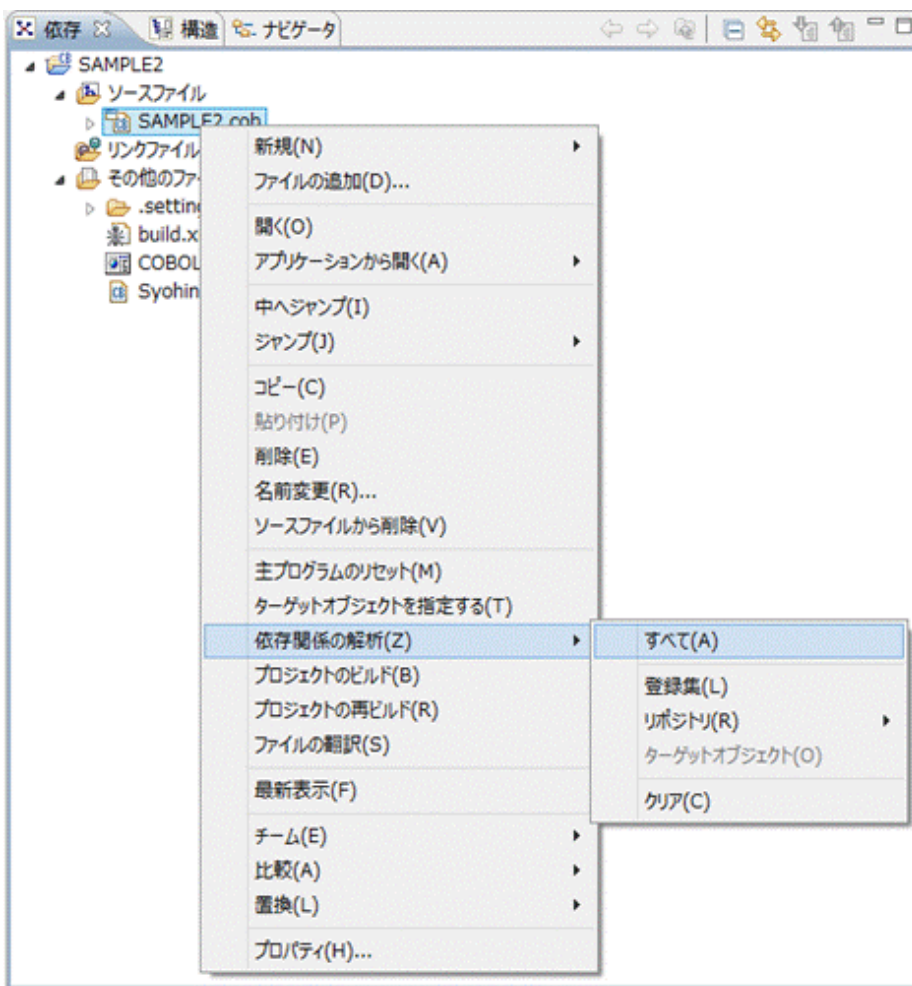 依存 構造 ナビゲータ
SAMPLE2
ソースファイル
SAMPLE2.cob
リンクファイル
その他のファ
.setting
build.x
COBOL
Syohin
新規(N)
ファイルの追加(D)...
開く(O)
アプリケーションから開く(A)
中へジャンプ(I)
ジャンプ(J)
コピー(C)
貼り付け(P)
削除(E)
名前変更(R)...
ソースファイルから削除(V)
主プログラムのリセット(M)
ターゲットオブジェクトを指定する(T)
依存関係の解析(Z)
プロジェクトのビルド(B)
プロジェクトの再ビルド(R)
ファイルの翻訳(S)
最新表示(F)
チーム(E)
比較(A)
置換(L)
プロパティ(H)...
すべて(A)
登録集(L)
リポジトリ(R)
ターゲットオブジェクト(O)
クリア(C)